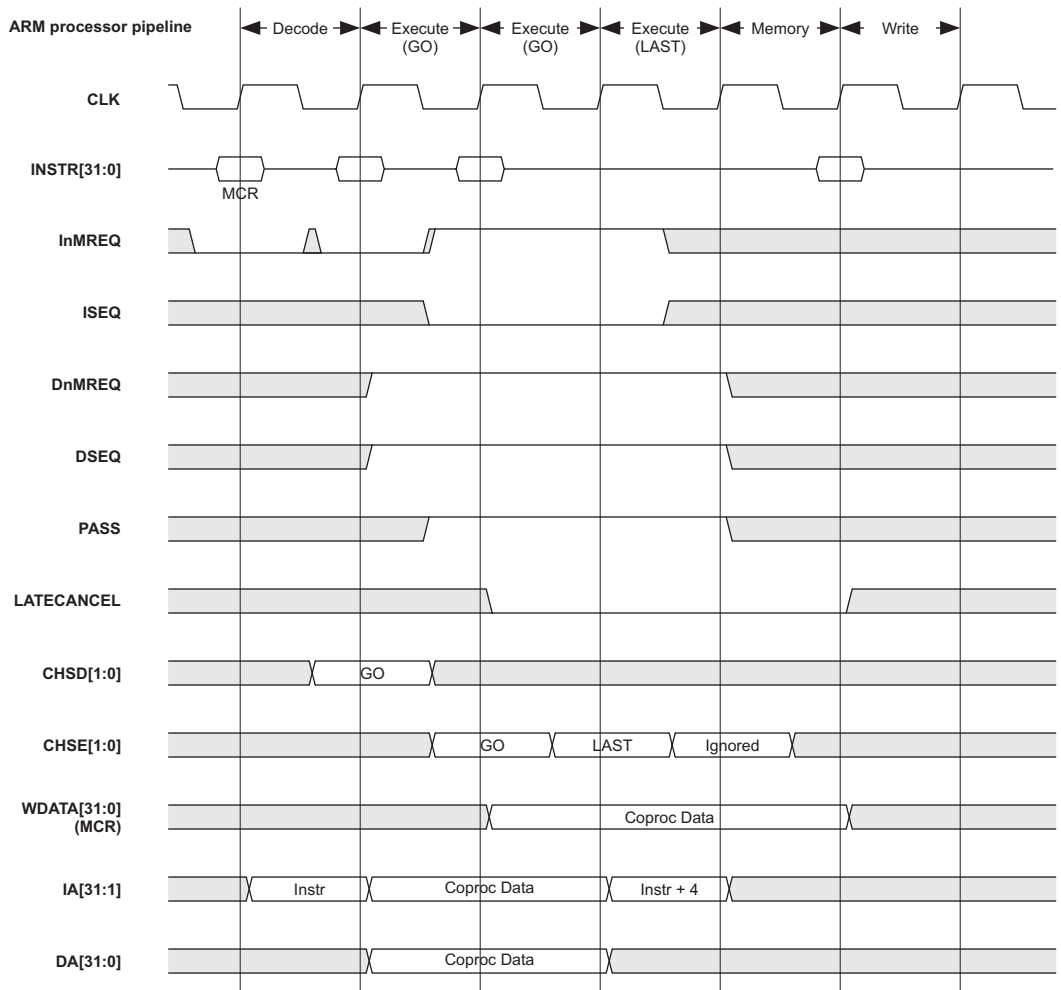 ARM processor pipeline
Decode
Execute
(GO)
Execute
(GO)
Execute
(LAST)
Memory
Write
CLK
INSTR[31:0]
MCR
InMREQ
ISEQ
DnMREQ
DSEQ
PASS
LATECANCEL
CHSD[1:0]
GO
CHSE[1:0]
GO
LAST
Ignored
WDATA[31:0]
(MCR)
Coproc Data
IA[31:1]
Instr
Coproc Data
Instr + 4
DA[31:0]
Coproc Data